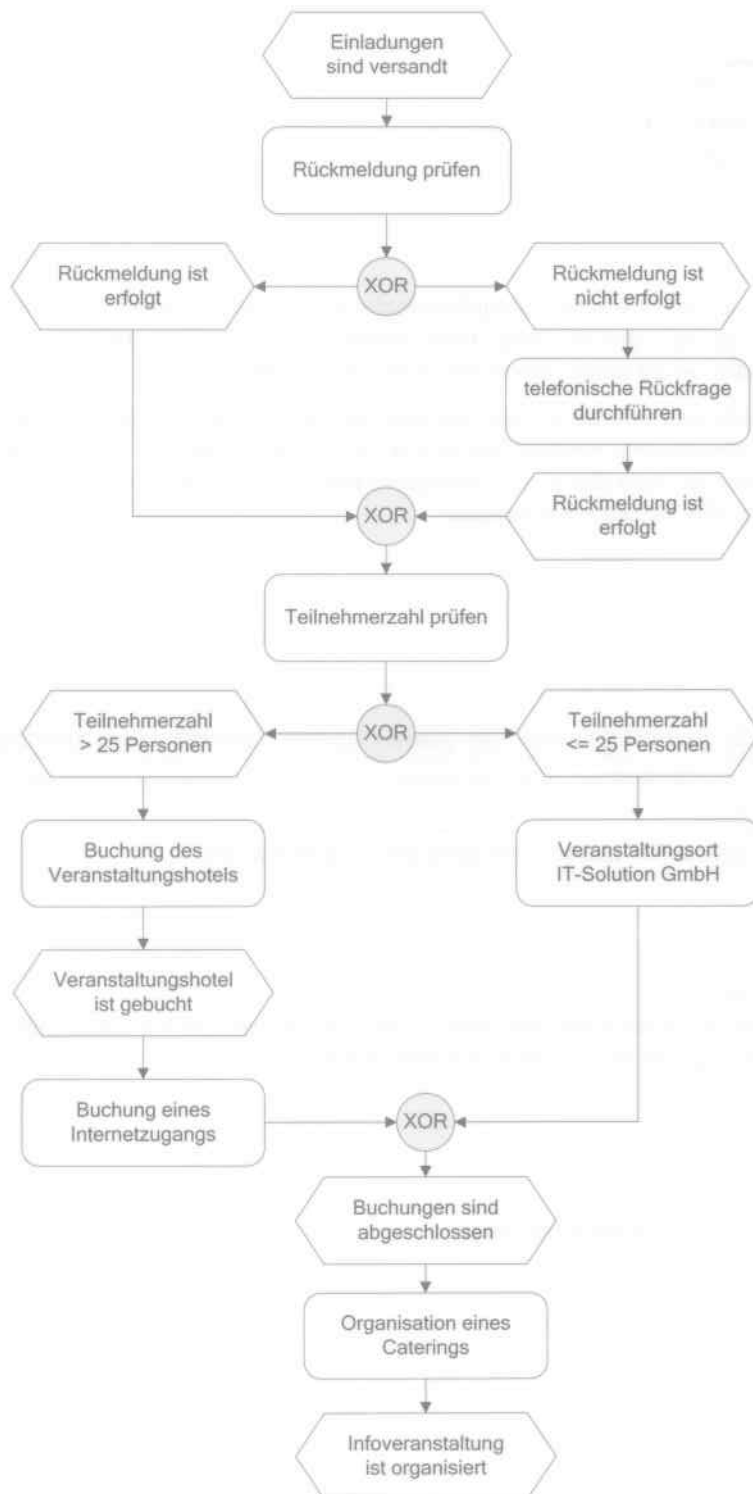 Einladungen
sind versandt
Rückmeldung prüfen
Rückmeldung ist
erfolgt
XOR
Rückmeldung ist
nicht erfolgt
telefonische Rückfrage
durchführen
XOR
Rückmeldung ist
erfolgt
Teilnehmerzahl prüfen
Teilnehmerzahl
> 25 Personen
XOR
Teilnehmerzahl
<= 25 Personen
Buchung des
Veranstaltungshotels
Veranstaltungsort
IT-Solution GmbH
Veranstaltungshotel
ist gebucht
Buchung eines
Internetzugangs
XOR
Buchungen sind
abgeschlossen
Organisation eines
Caterings
Infoveranstaltung
ist organisiert